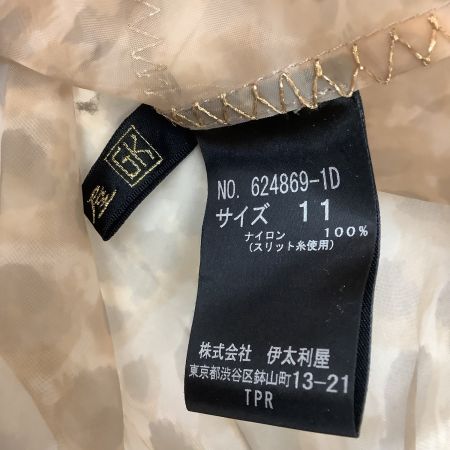 GK
NO. 624869-1D
サイズ 11
ナイロン 100%
(スリット糸使用)
株式会社 伊太利屋
東京都渋谷区鉢山町13-21
TPR